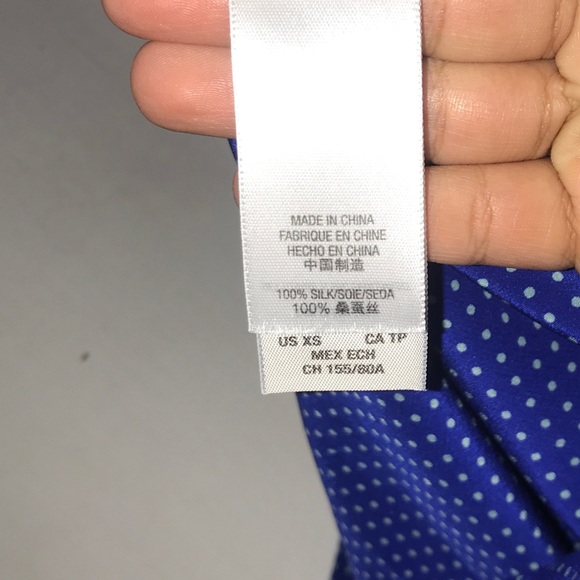 MADE IN CHINA
FABRIQUE EN CHINE
HECHO EN CHINA
中国制造
100% SILK/SOIE/SEDA
100% 桑蚕丝
US XS CA TP
MEX ECH
CH 155/80A